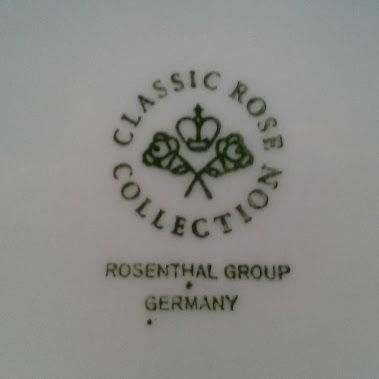 CLASSIC ROSE
COLLECTION
ROSENTHAL GROUP
GERMANY